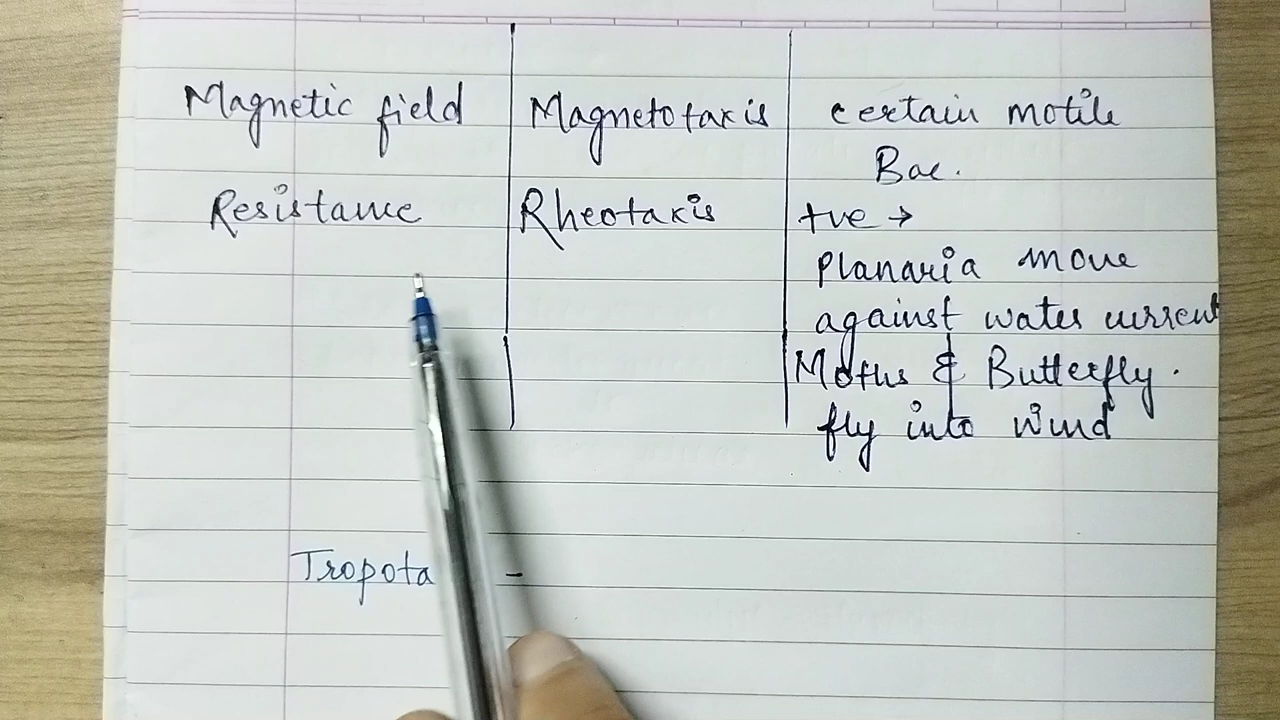 Magnetic field Magnetotaxis certain motile
Bac.
Resistance Rheotaxis +ve →
Planaria move
against water current
Moths & Butterfly.
fly into wind
Tropota -